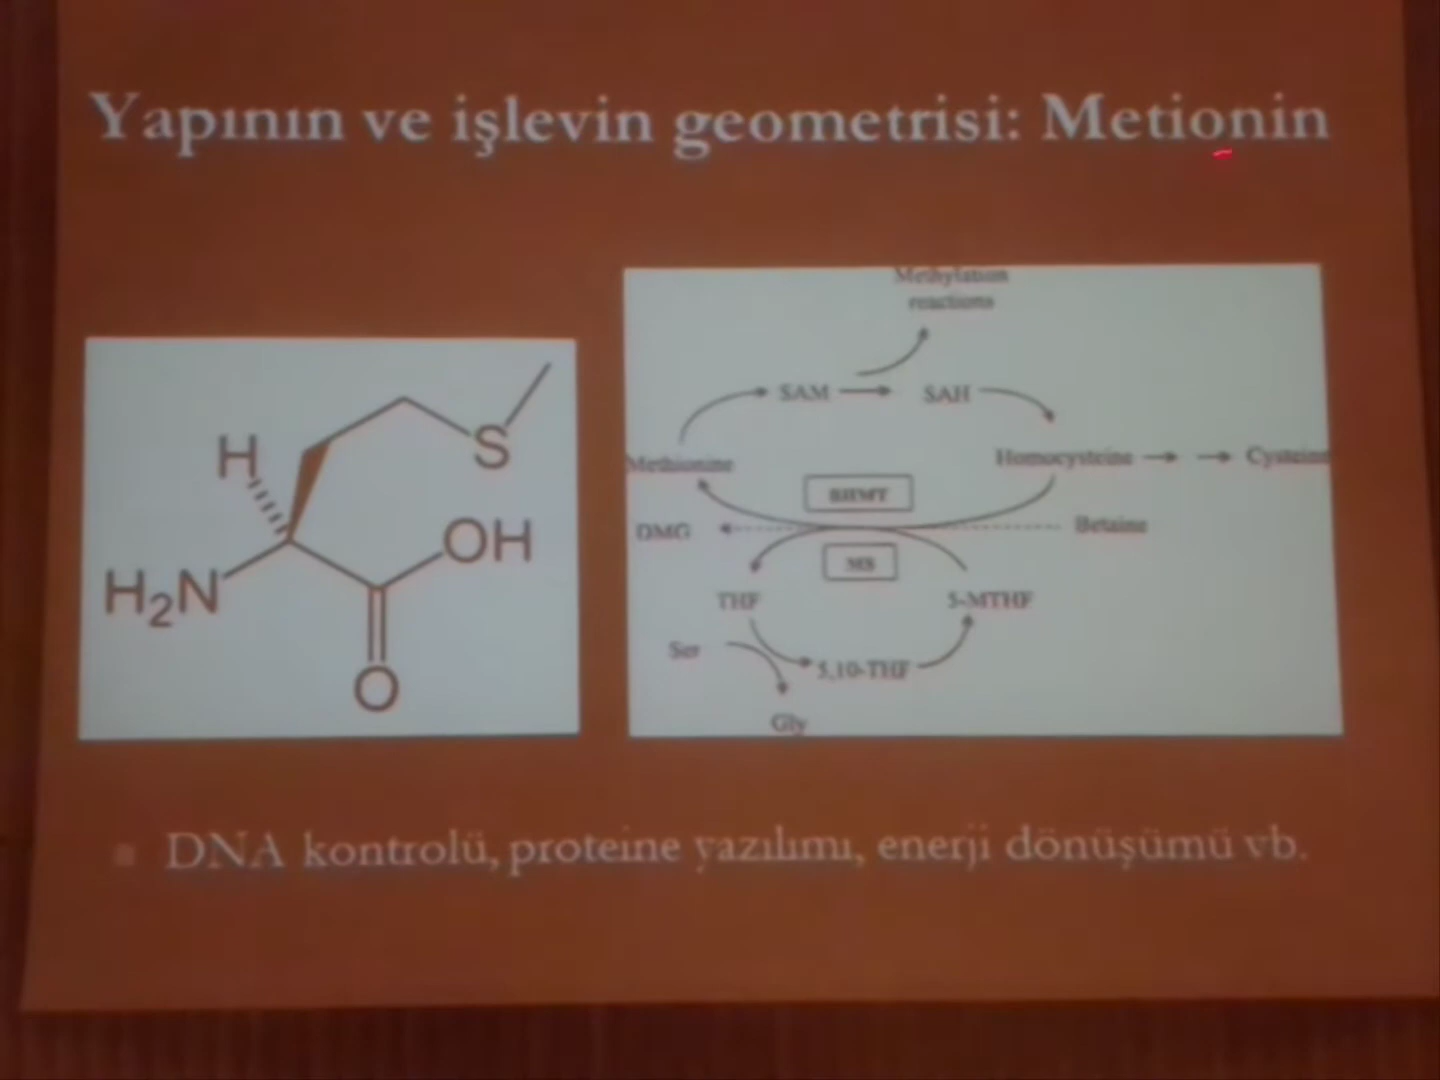 Yapının ve işlevin geometrisi: Metionin
H
S
OH
H2N
O
Methylation
reactions
SAM
SAH
Methionine
Homocysteine
Cysteine
BHMT
DMG
Betaine
MS
THF
5-MTHF
Ser
5,10-THF
Gly
DNA kontrolü, proteine yazılımı, enerji dönüşümü vb.